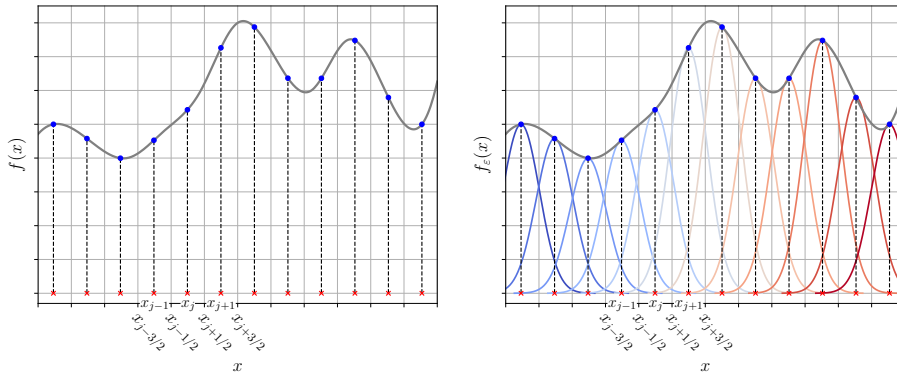 f(x)
x_{j-1} x_j x_{j+1}
x_{j-3/2} x_{j-1/2} x_{j+1/2} x_{j+3/2}
x
f_ε(x)
x_{j-1} x_j x_{j+1}
x_{j-3/2} x_{j-1/2} x_{j+1/2} x_{j+3/2}
x